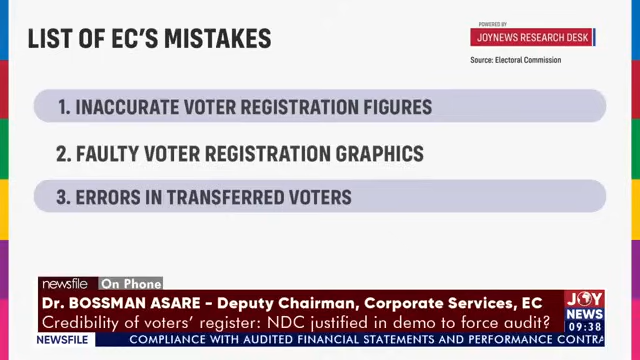 POWERED BY
LIST OF EC'S MISTAKES
JOYNEWS RESEARCH DESK
Source: Electoral Commission
1. INACCURATE VOTER REGISTRATION FIGURES
2. FAULTY VOTER REGISTRATION GRAPHICS
3. ERRORS IN TRANSFERRED VOTERS
newsfile On Phone
Dr. BOSSMAN ASARE - Deputy Chairman, Corporate Services, EC
Credibility of voters' register: NDC justified in demo to force audit?
JOY
NEWS
09:38
NEWSFILE COMPLIANCE WITH AUDITED FINANCIAL STATEMENTS AND PERFORMANCE CONTRA